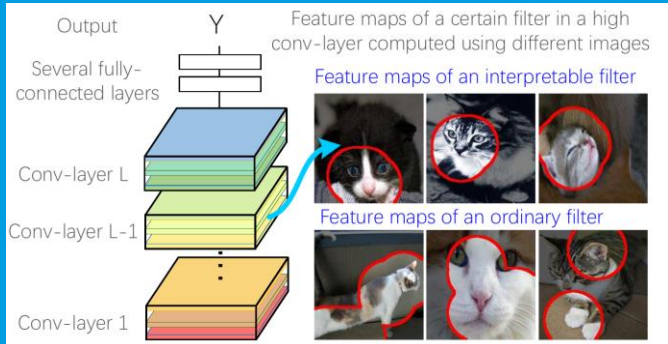 Output
Y
Feature maps of a certain filter in a high
conv-layer computed using different images
Several fully-
connected layers
Feature maps of an interpretable filter
Conv-layer L
Conv-layer L-1
Feature maps of an ordinary filter
Conv-layer 1